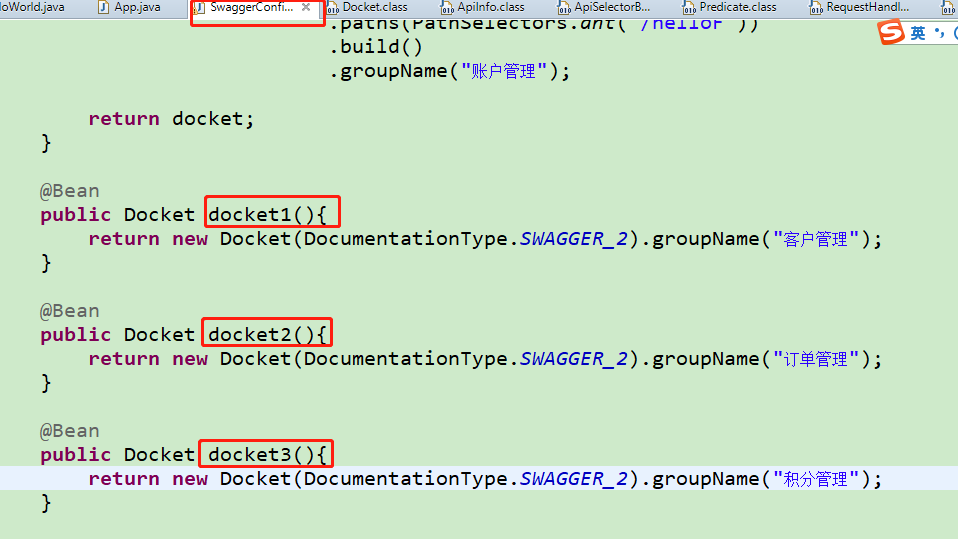 loWorld.java App.java SwaggerConfi... Docket.class ApiInfo.class ApiSelectorB... Predicate.class RequestHandl...
.paths(PathSelectors.ant("/helloF"))
.build()
.groupName("账户管理");
return docket;
}
@Bean
public Docket docket1(){
return new Docket(DocumentationType.SWAGGER_2).groupName("客户管理");
}
@Bean
public Docket docket2(){
return new Docket(DocumentationType.SWAGGER_2).groupName("订单管理");
}
@Bean
public Docket docket3(){
return new Docket(DocumentationType.SWAGGER_2).groupName("积分管理");
}
S 英